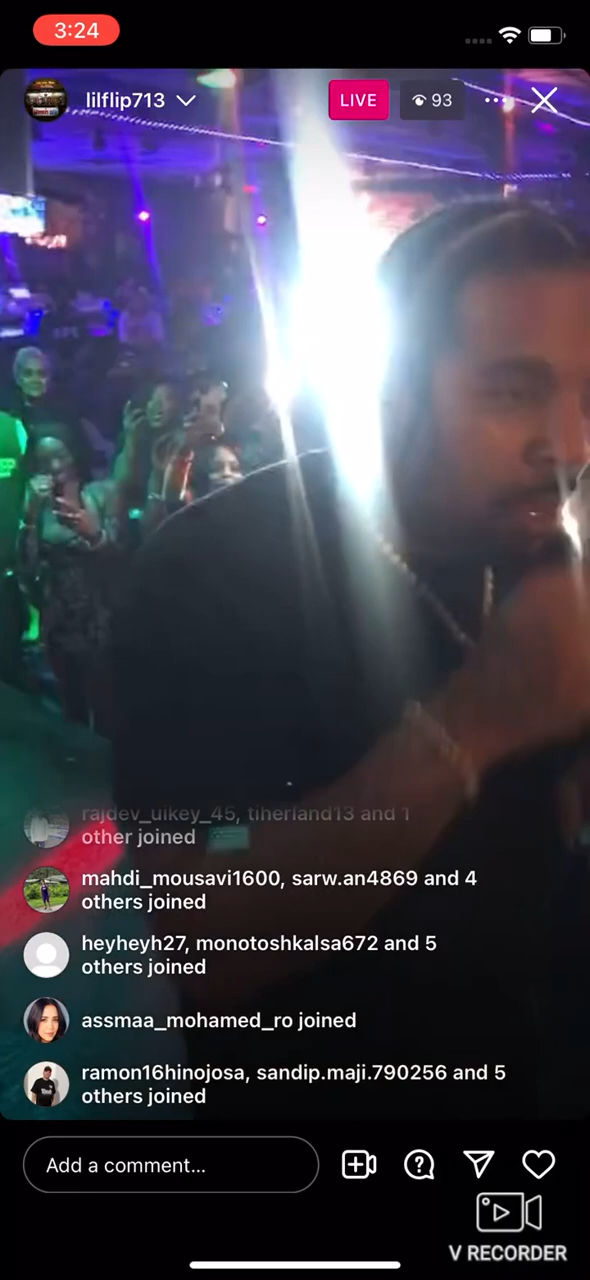 3:24
lilflip713
LIVE
93
rajdev_uikey_45, tiherland13 and 1
other joined
mahdi_mousavi1600, sarw.an4869 and 4
others joined
heyheyh27, monotoshkalsa672 and 5
others joined
assmaa_mohamed_ro joined
ramon16hinojosa, sandip.maji.790256 and 5
others joined
Add a comment...
V RECORDER